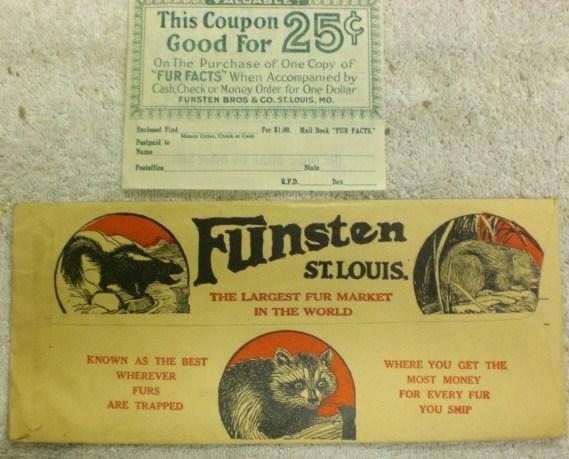 VALUABLE!
This Coupon
Good For 25¢
On The Purchase of One Copy of
"FUR FACTS" When Accompanied by
Cash, Check or Money Order for One Dollar
FUNSTEN BROS & CO. ST. LOUIS, MO.
Enclosed Find For $1.00. Mail Book "FUR FACTS,"
Money Order, Check or Cash
Postpaid to
Name
Postoffice State
R.F.D. Box
Funsten
ST. LOUIS.
THE LARGEST FUR MARKET
IN THE WORLD
KNOWN AS THE BEST
WHEREVER
FURS
ARE TRAPPED
WHERE YOU GET THE
MOST MONEY
FOR EVERY FUR
YOU SHIP